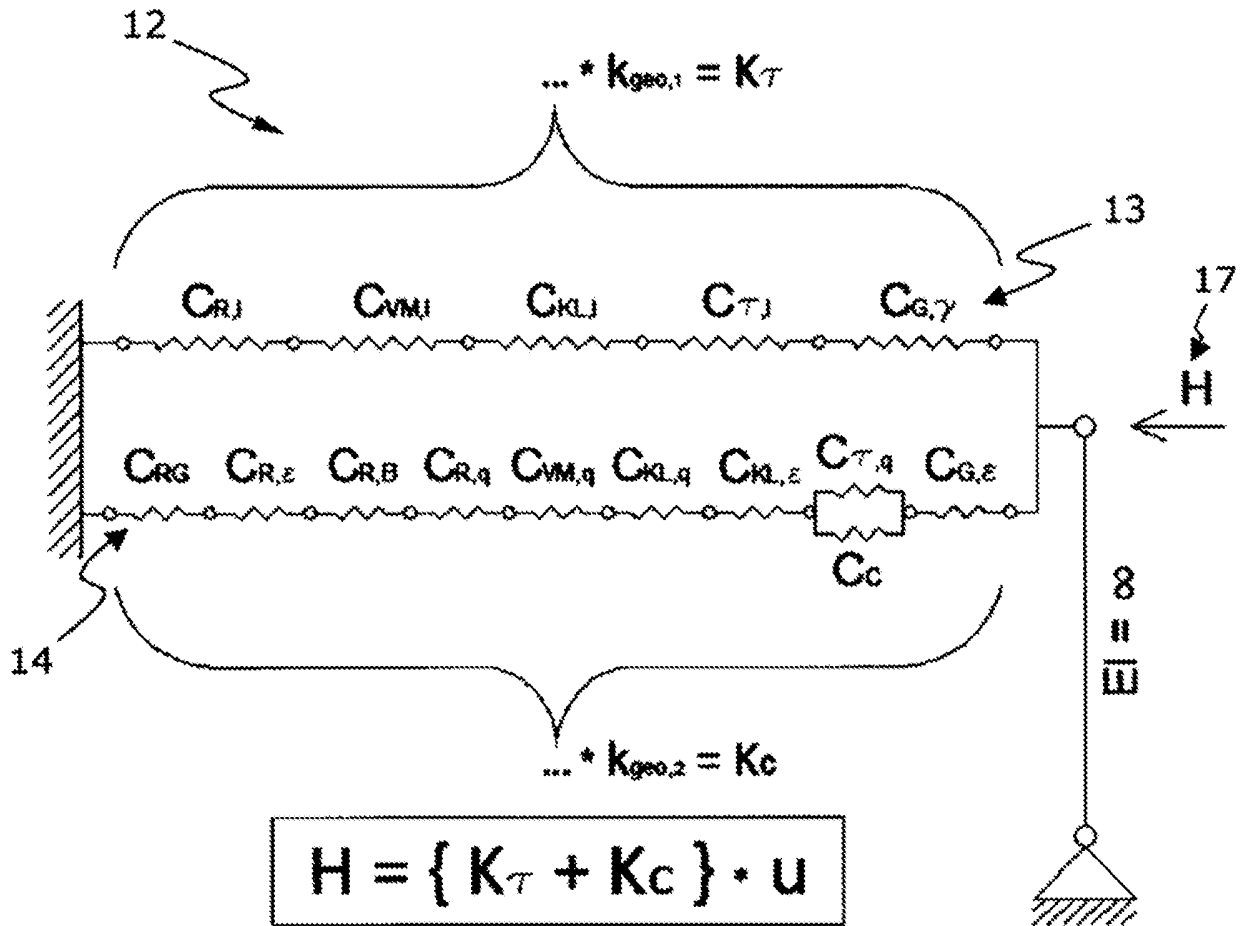 12
... * kgeo,1 = Kτ
13
17
CR,l CVM,l CKL,l Cτ,l CG,γ
H
CRG CR,ε CR,B CR,q CVM,q CKL,q CKL,ε Cτ,q CG,ε
CC
14
EI = ∞
... * kgeo,2 = KC
H = { Kτ + KC } · u